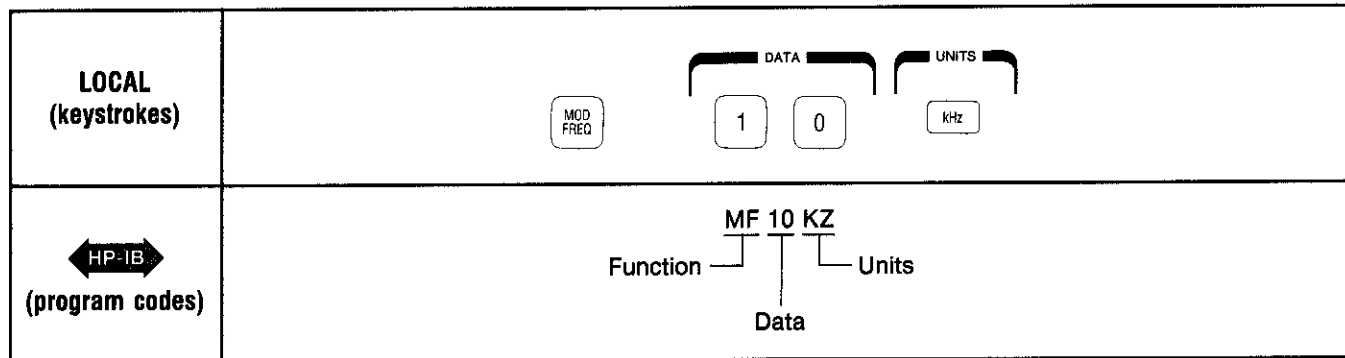 LOCAL
(keystrokes)
DATA
UNITS
MOD
FREQ
1
0
kHz
HP-IB
(program codes)
MF 10 KZ
Function
Units
Data